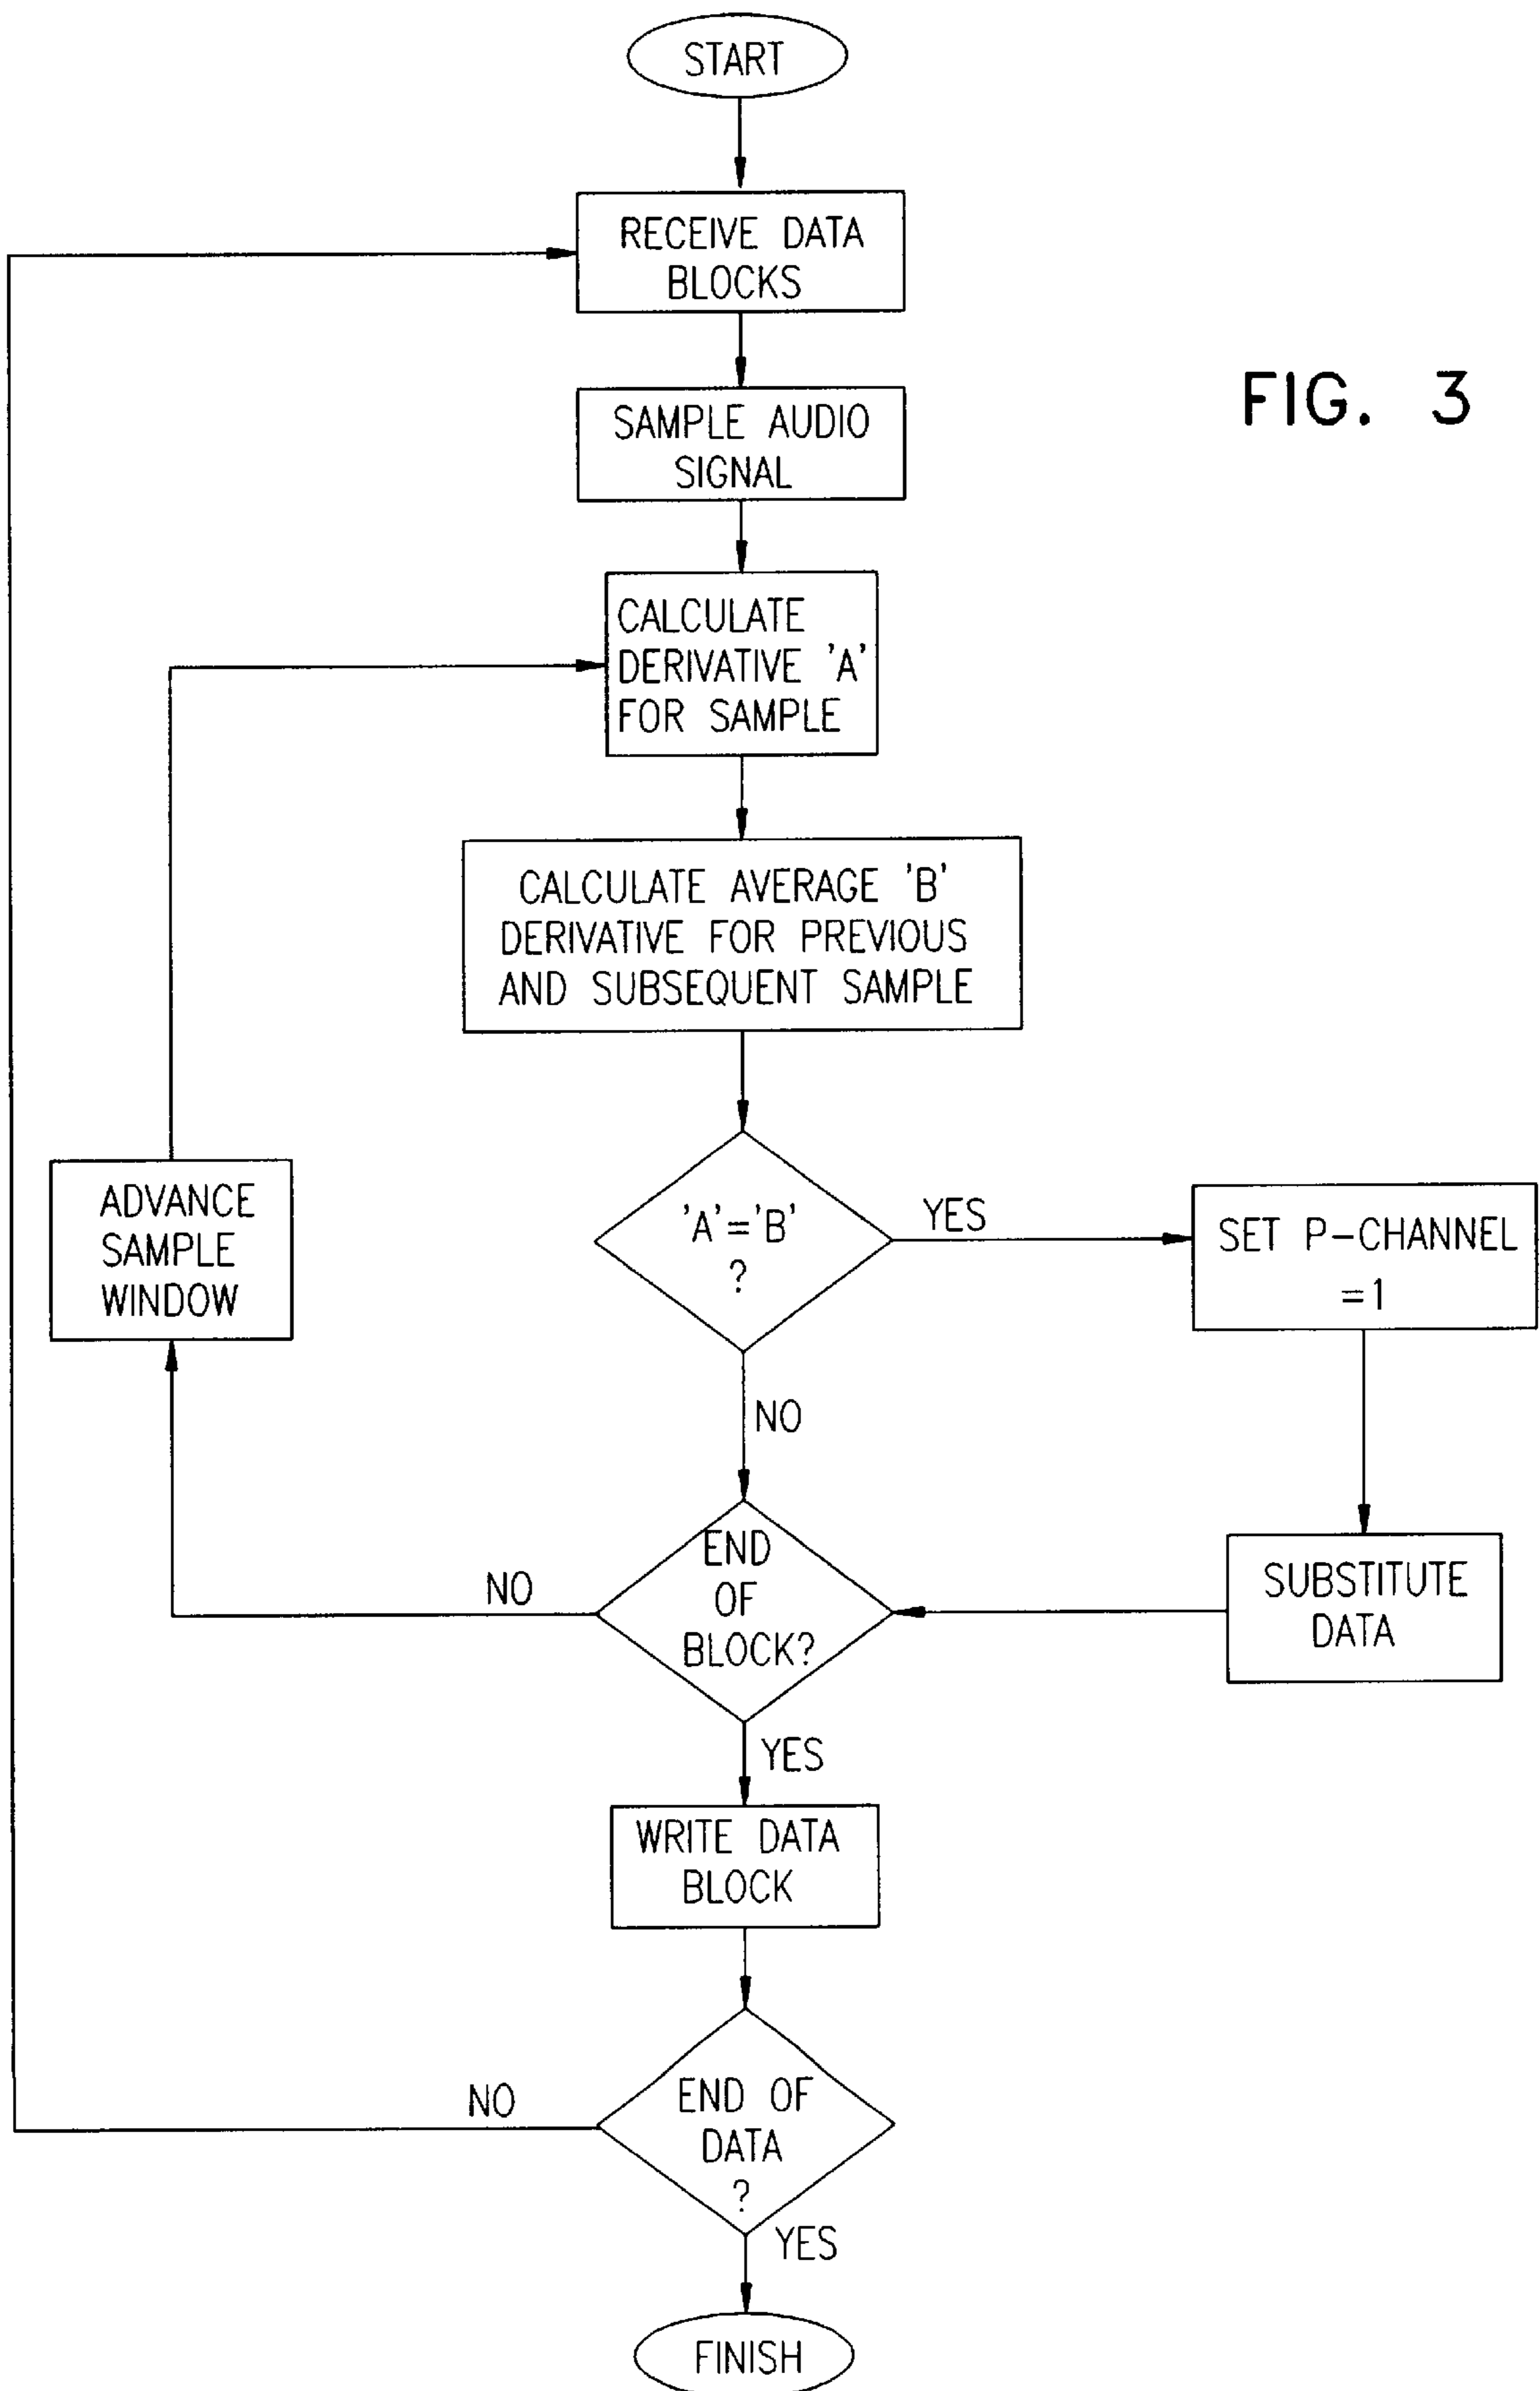 START
RECEIVE DATA
BLOCKS
FIG. 3
SAMPLE AUDIO
SIGNAL
CALCULATE
DERIVATIVE 'A'
FOR SAMPLE
CALCULATE AVERAGE 'B'
DERIVATIVE FOR PREVIOUS
AND SUBSEQUENT SAMPLE
ADVANCE
SAMPLE
WINDOW
'A'='B'
?
YES
SET P-CHANNEL
=1
NO
END
OF
BLOCK?
NO
SUBSTITUTE
DATA
YES
WRITE DATA
BLOCK
END OF
DATA
?
NO
YES
FINISH